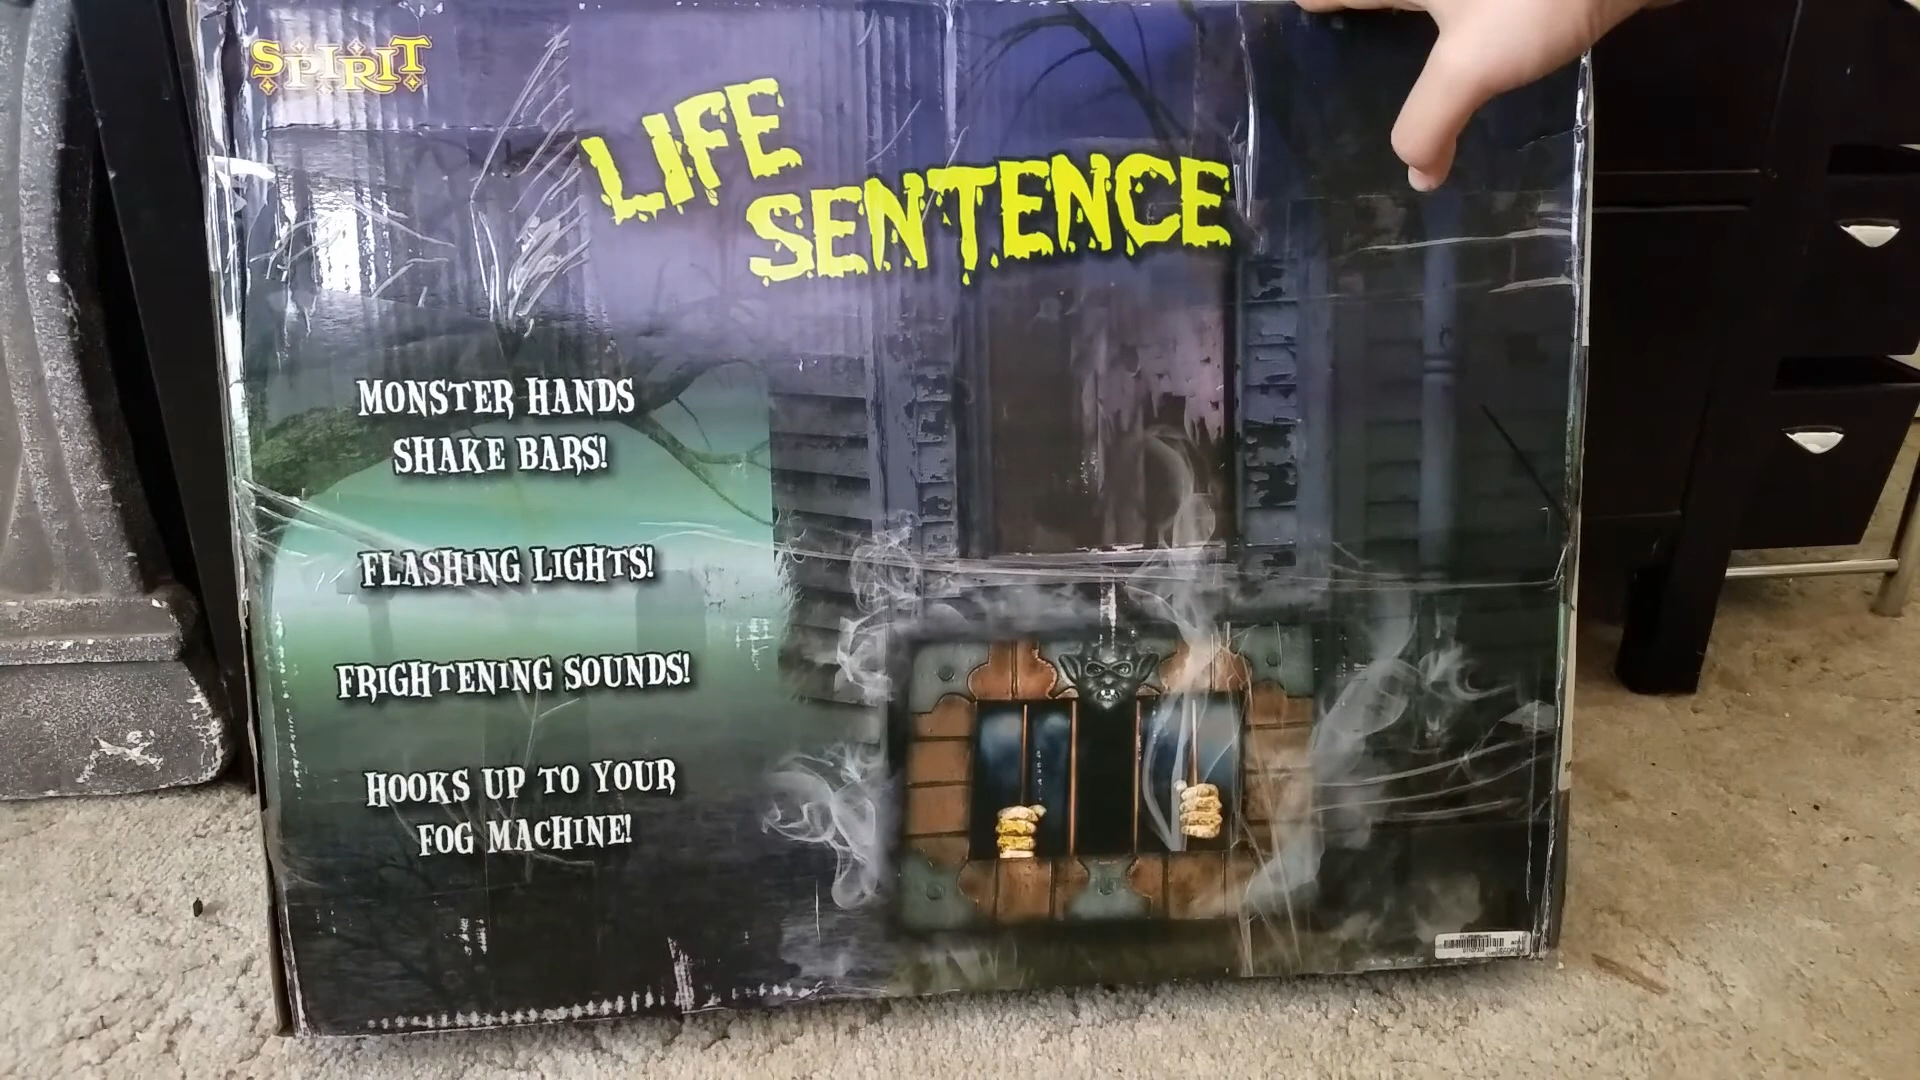 SPIRIT
LIFE
SENTENCE
MONSTER HANDS
SHAKE BARS!
FLASHING LIGHTS!
FRIGHTENING SOUNDS!
HOOKS UP TO YOUR
FOG MACHINE!